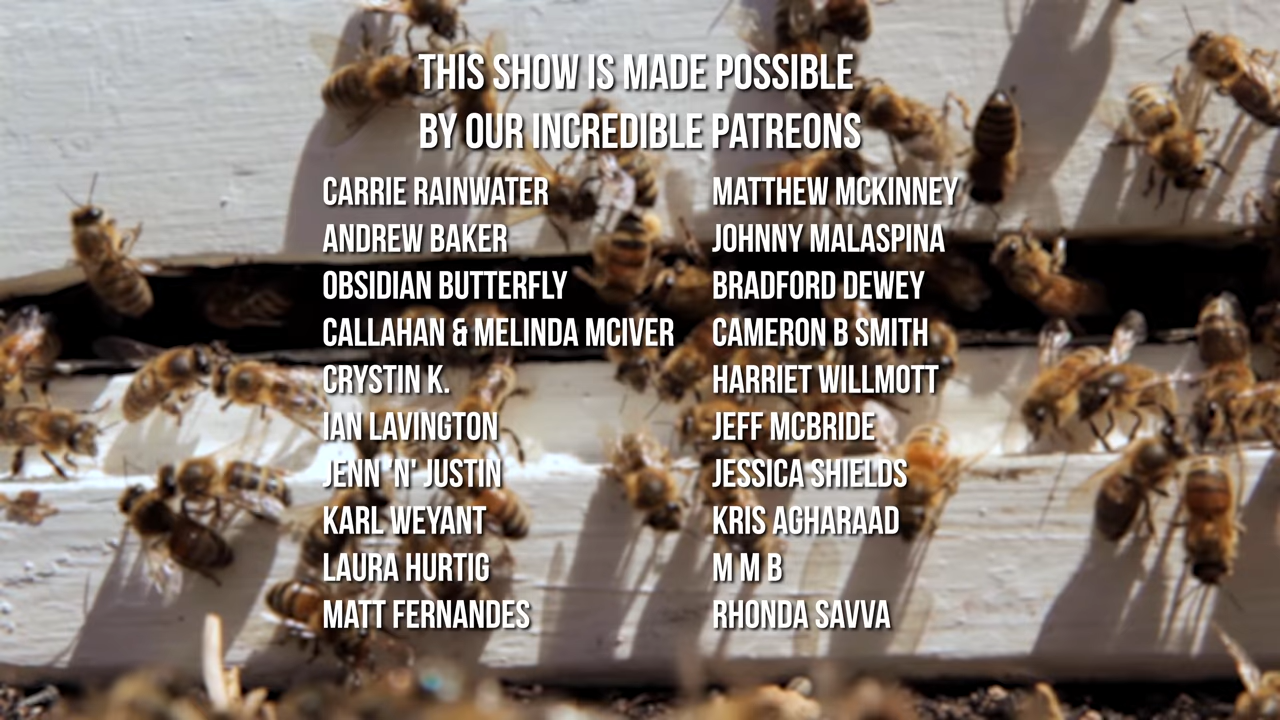 THIS SHOW IS MADE POSSIBLE
BY OUR INCREDIBLE PATREONS
CARRIE RAINWATER
ANDREW BAKER
OBSIDIAN BUTTERFLY
CALLAHAN & MELINDA MCIVER
CRYSTIN K.
IAN LAVINGTON
JENN 'N' JUSTIN
KARL WEYANT
LAURA HURTIG
MATT FERNANDES
MATTHEW MCKINNEY
JOHNNY MALASPINA
BRADFORD DEWEY
CAMERON B SMITH
HARRIET WILLMOTT
JEFF MCBRIDE
JESSICA SHIELDS
KRIS AGHARAAD
M M B
RHONDA SAVVA